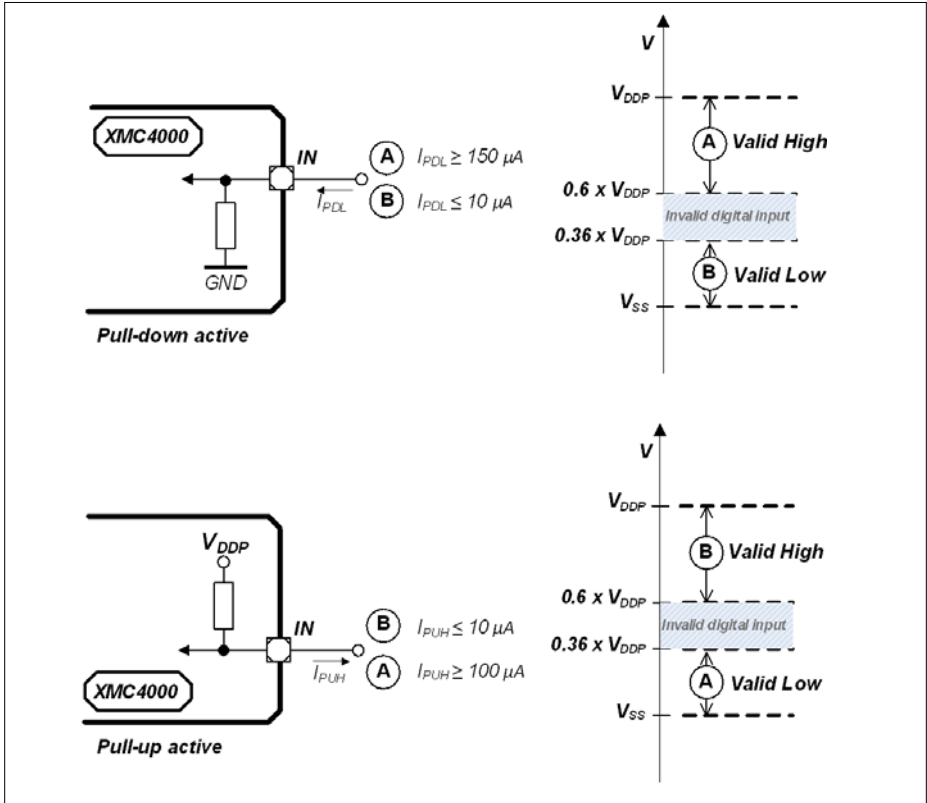 V
V_DDP
XMC4000
A I_PDL ≥ 150 μA
A Valid High
IN
I_PDL
B I_PDL ≤ 10 μA
0.6 x V_DDP
Invalid digital input
0.36 x V_DDP
B Valid Low
GND
V_SS
Pull-down active
V
V_DDP
B Valid High
V_DDP
0.6 x V_DDP
IN
B I_PUH ≤ 10 μA
Invalid digital input
0.36 x V_DDP
I_PUH
A I_PUH ≥ 100 μA
XMC4000
A Valid Low
V_SS
Pull-up active